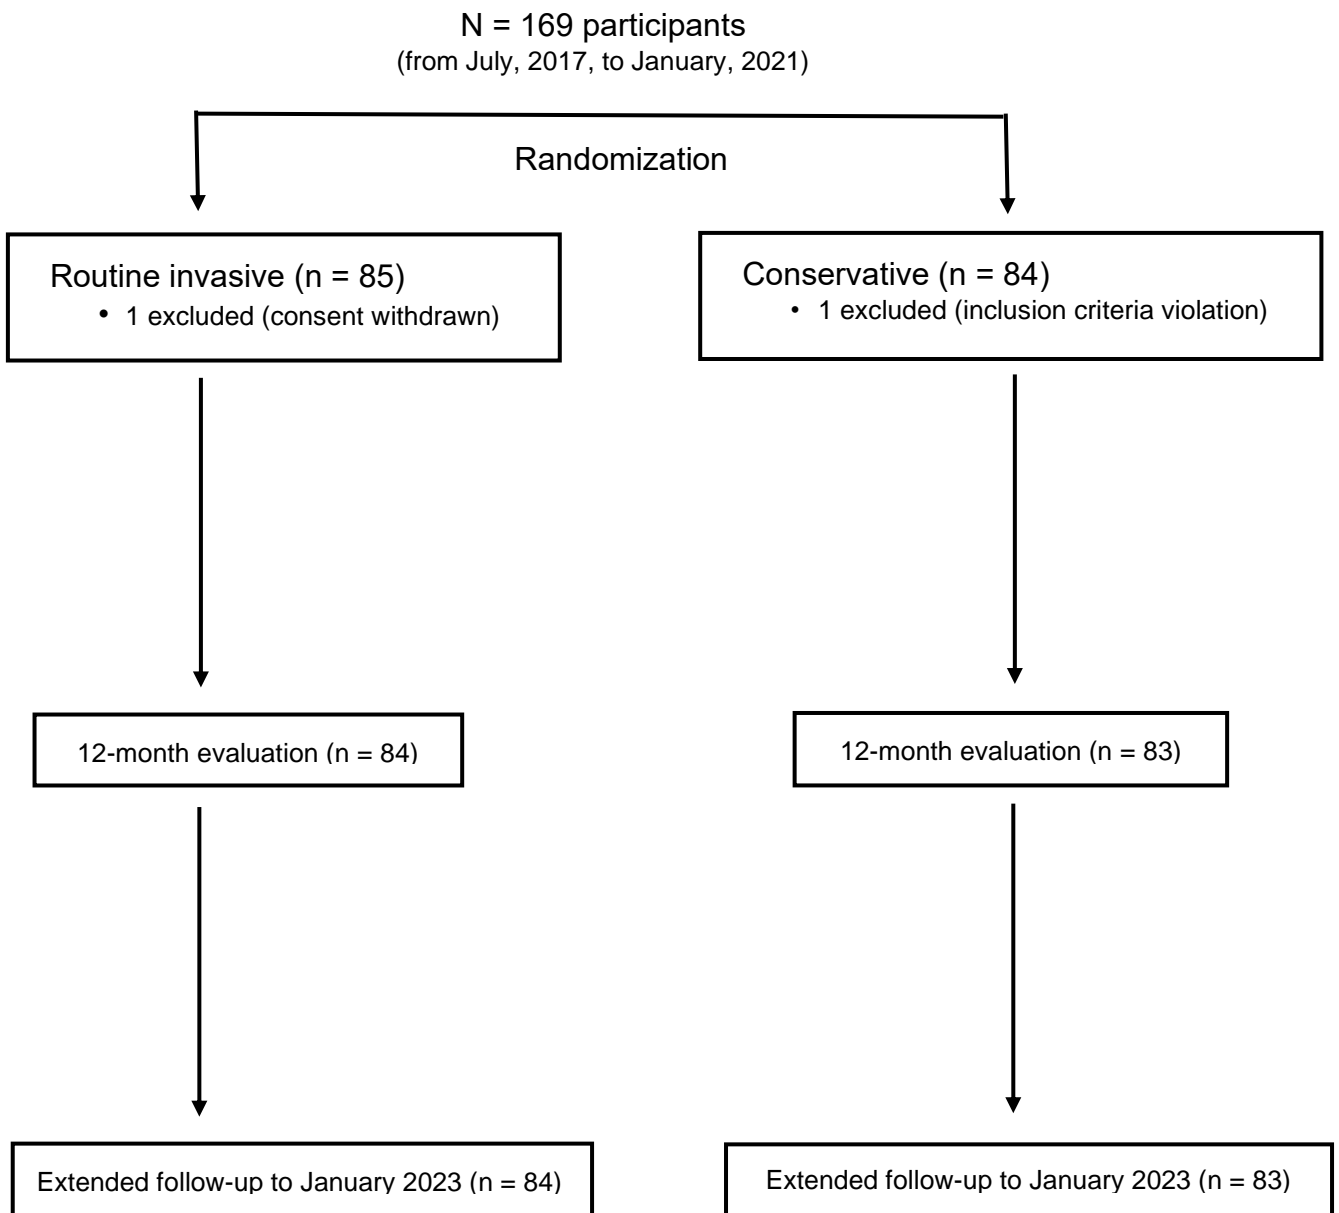 N = 169 participants
(from July, 2017, to January, 2021)
Randomization
Routine invasive (n = 85)
• 1 excluded (consent withdrawn)
Conservative (n = 84)
• 1 excluded (inclusion criteria violation)
12-month evaluation (n = 84)
12-month evaluation (n = 83)
Extended follow-up to January 2023 (n = 84)
Extended follow-up to January 2023 (n = 83)